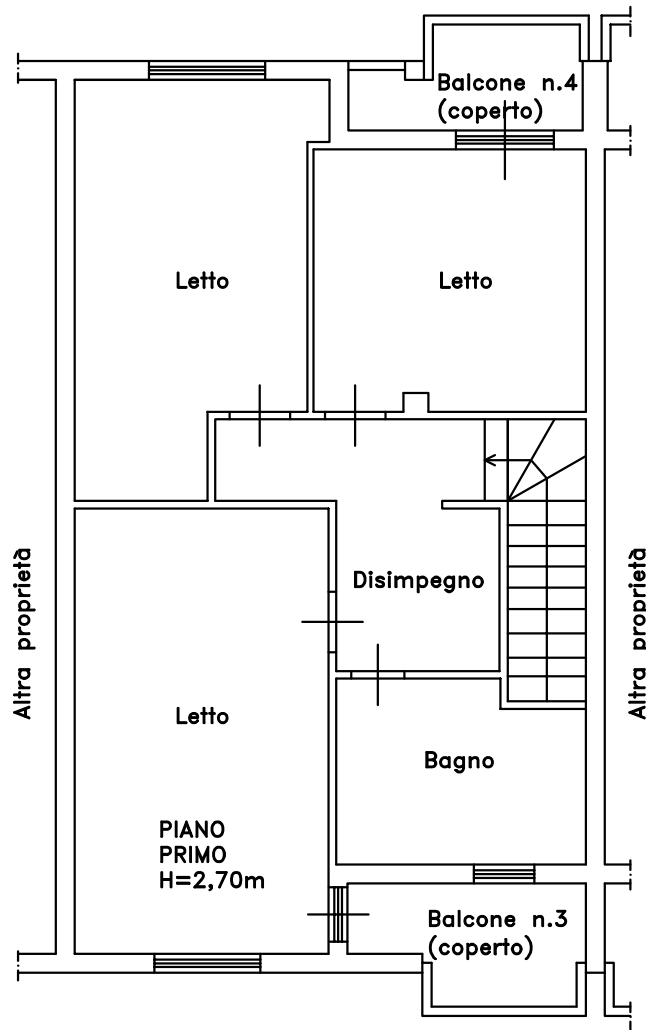 Balcone n.4
(coperto)
Letto
Letto
Disimpegno
Altra proprietà
Altra proprietà
Letto
Bagno
PIANO
PRIMO
H=2,70m
Balcone n.3
(coperto)